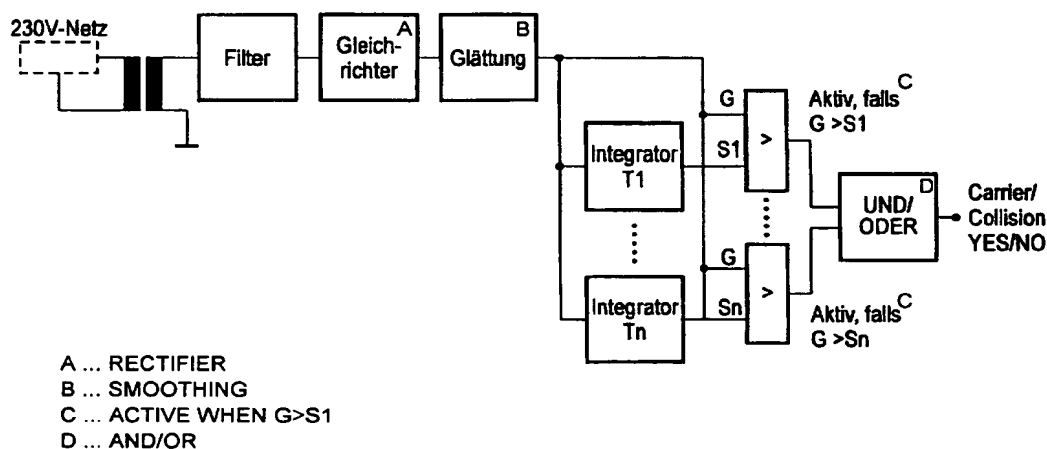 230V-Netz
Filter
A
Gleich-
richter
B
Glättung
G
S1
>
Aktiv, falls C
G >S1
Integrator
T1
D
UND/
ODER
Carrier/
Collision
YES/NO
G
Sn
>
Integrator
Tn
Aktiv, falls C
G >Sn
A ... RECTIFIER
B ... SMOOTHING
C ... ACTIVE WHEN G>S1
D ... AND/OR